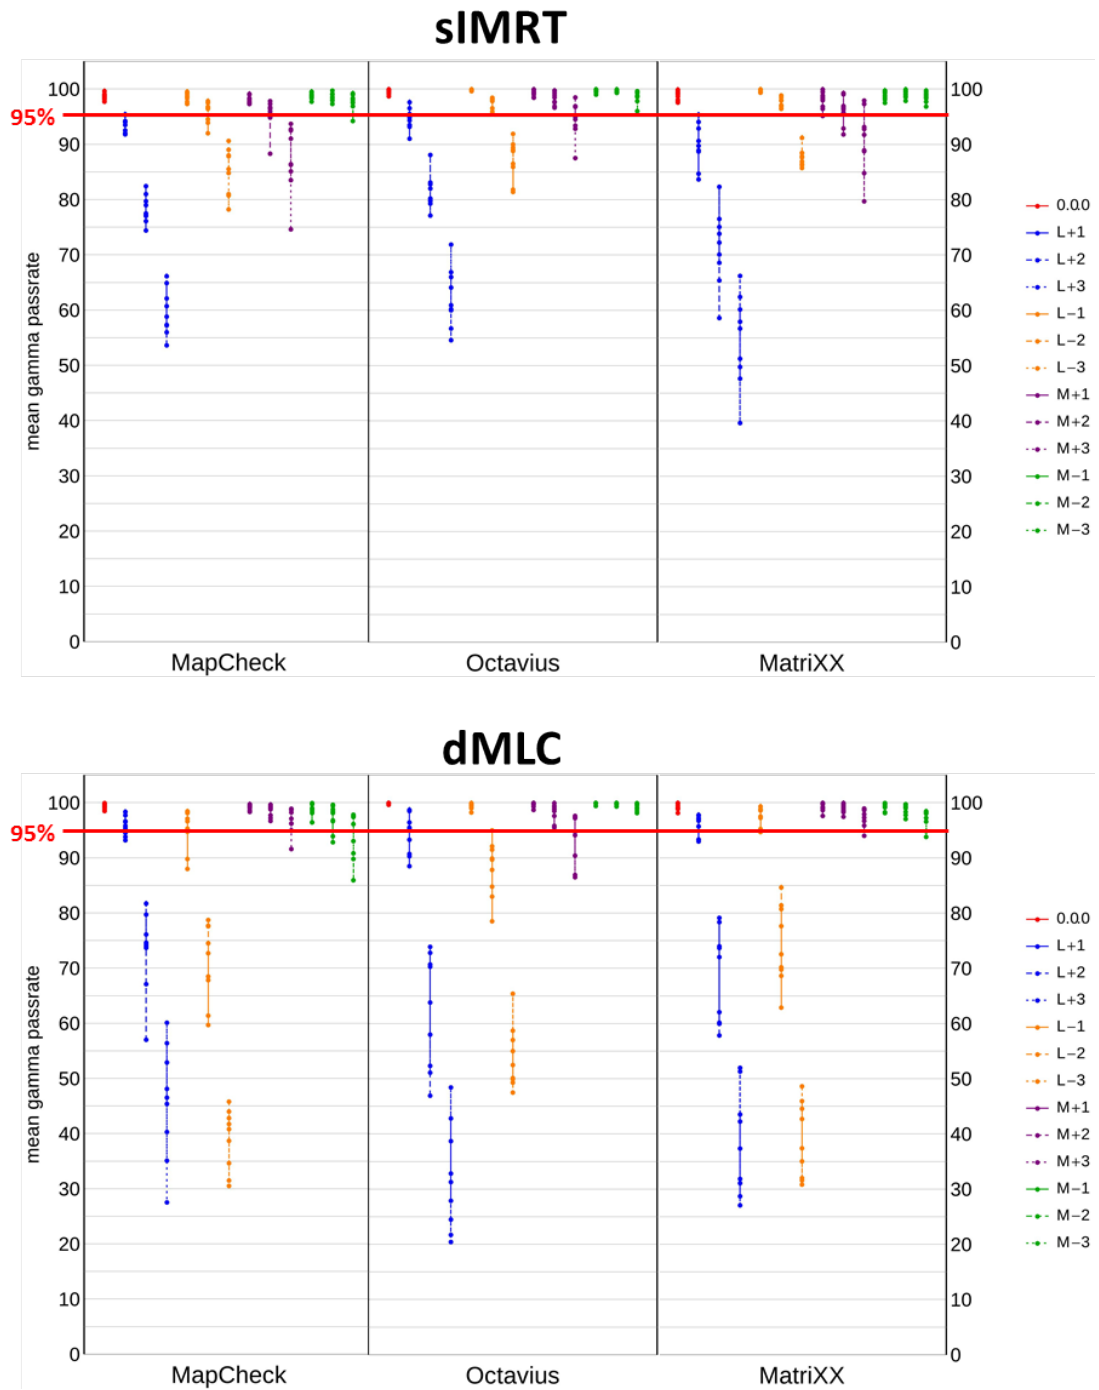 sIMRT
100 100
95%
90 90
80 80
70 70
60 60
50 50
40 40
30 30
20 20
10 10
0 0
mean gamma passrate
MapCheck Octavius MatriXX
0.0.0
L+1
L+2
L+3
L−1
L−2
L−3
M+1
M+2
M+3
M−1
M−2
M−3
dMLC
100 100
95%
90 90
80 80
70 70
60 60
50 50
40 40
30 30
20 20
10 10
0 0
mean gamma passrate
MapCheck Octavius MatriXX
0.0.0
L+1
L+2
L+3
L−1
L−2
L−3
M+1
M+2
M+3
M−1
M−2
M−3